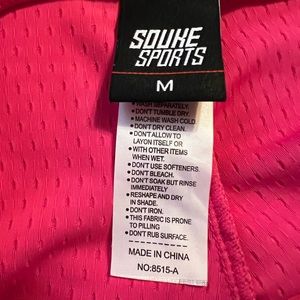 SOUKE
SPORTS
M
• WASH SEPARATELY.
• DON'T TUMBLE DRY.
• MACHINE WASH COLD
• DON'T DRY CLEAN.
• DON'T ALLOW TO
LAYON ITSELF OR
• WITH OTHER ITEMS
WHEN WET.
• DON'T USE SOFTENERS.
• DON'T BLEACH.
• DON'T SOAK BUT RINSE
IMMEDIATELY.
• RESHAPE AND DRY
IN SHADE.
• DON'T IRON.
• THIS FABRIC IS PRONE
TO PILLING
• DON'T RUB SURFACE.
MADE IN CHINA
NO:8515-A